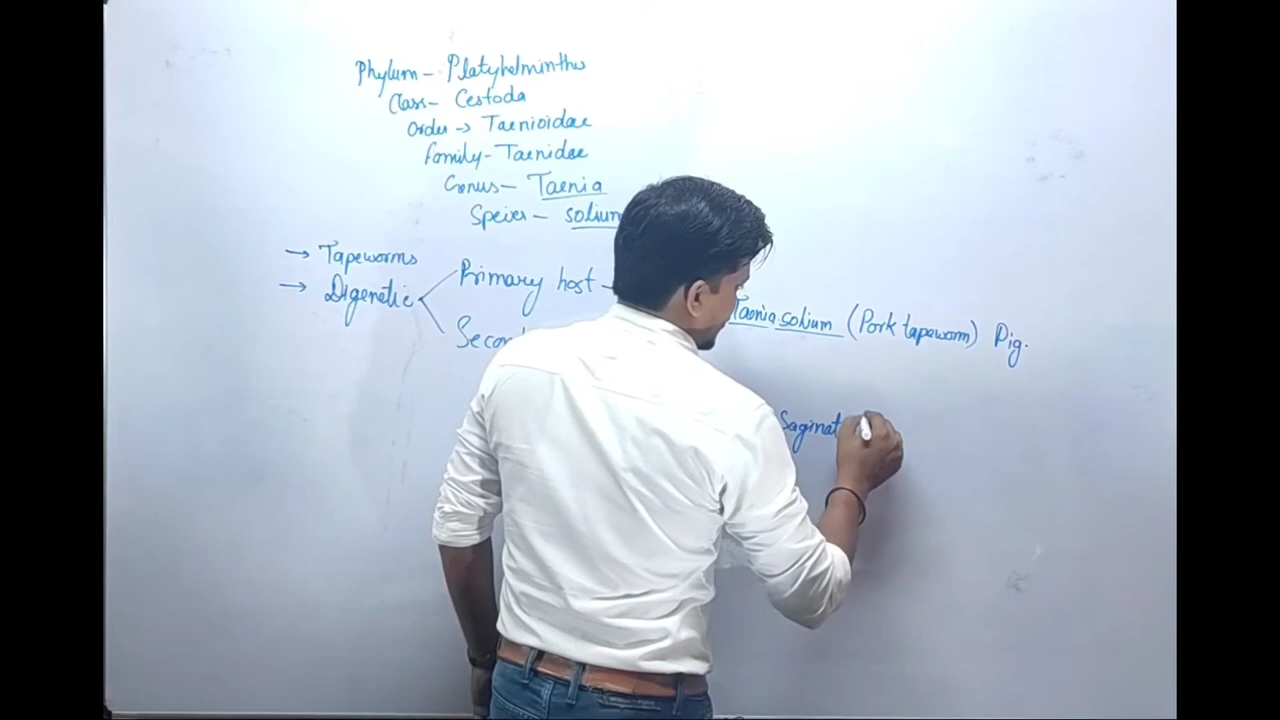 Phylum - Platyhelminthes
Class - Cestoda
Order → Taenioidae
Family - Taenidae
Genus - Taenia
Species - solium
→ Tapeworms
→ Digenetic
Primary host -
Secon
Taenia solium (Pork tapeworm) Pig.
Saginat